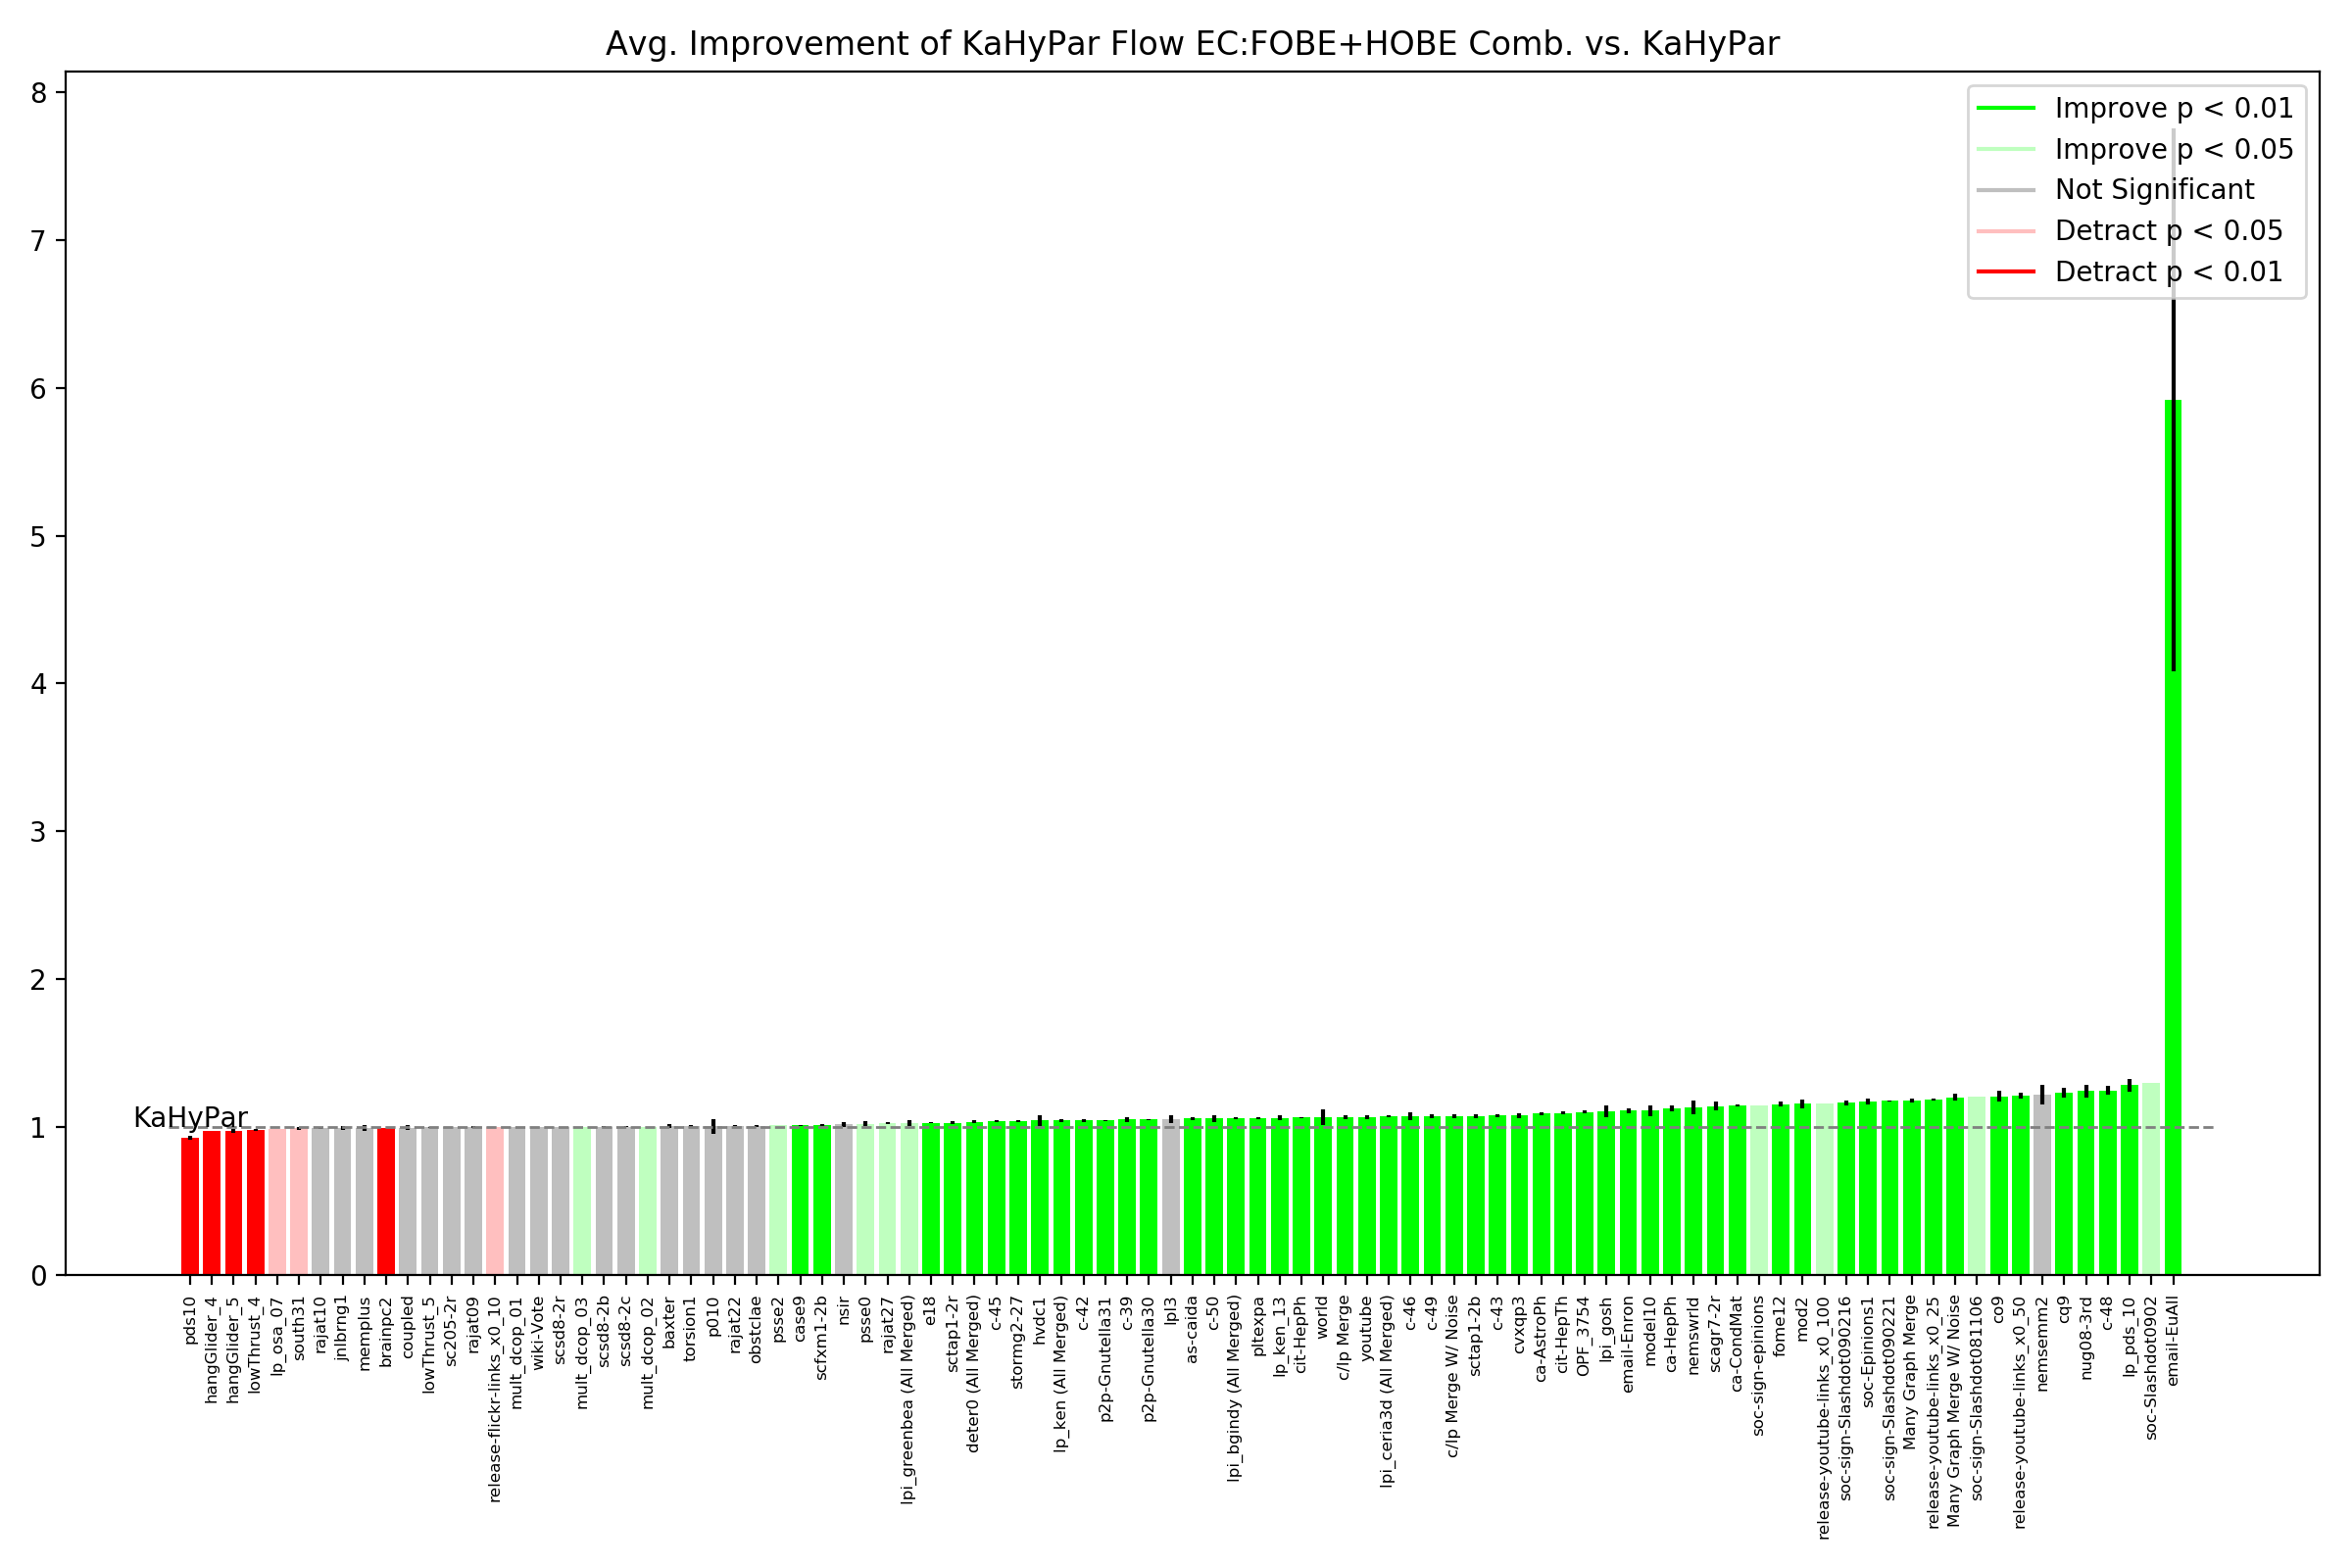 Avg. Improvement of KaHyPar Flow EC:FOBE+HOBE Comb. vs. KaHyPar
8
7
6
5
4
3
2
1
0
Improve p < 0.01
Improve p < 0.05
Not Significant
Detract p < 0.05
Detract p < 0.01
KaHyPar
pds10
hangGlider_4
hangGlider_5
lowThrust_4
lp_osa_07
south31
rajat10
jnlbrng1
memplus
brainpc2
coupled
lowThrust_5
sc205-2r
rajat09
release-flickr-links_x0_10
mult_dcop_01
wiki-Vote
scsd8-2r
mult_dcop_03
scsd8-2b
scsd8-2c
mult_dcop_02
baxter
torsion1
p010
rajat22
obstclae
psse2
case9
scfxm1-2b
nsir
psse0
rajat27
lpi_greenbea (All Merged)
e18
sctap1-2r
deter0 (All Merged)
c-45
stormg2-27
hvdc1
lp_ken (All Merged)
c-42
p2p-Gnutella31
c-39
p2p-Gnutella30
lpl3
as-caida
c-50
lpi_bgindy (All Merged)
pltexpa
lp_ken_13
cit-HepPh
world
c/lp Merge
youtube
lpi_ceria3d (All Merged)
c-46
c-49
c/lp Merge W/ Noise
sctap1-2b
c-43
cvxqp3
ca-AstroPh
cit-HepTh
OPF_3754
lpi_gosh
email-Enron
model10
ca-HepPh
nemswrld
scagr7-2r
ca-CondMat
soc-sign-epinions
fome12
mod2
release-youtube-links_x0_100
soc-sign-Slashdot090216
soc-Epinions1
soc-sign-Slashdot090221
Many Graph Merge
release-youtube-links_x0_25
Many Graph Merge W/ Noise
soc-sign-Slashdot081106
co9
release-youtube-links_x0_50
nemsemm2
cq9
nug08-3rd
c-48
lp_pds_10
soc-Slashdot0902
email-EuAll